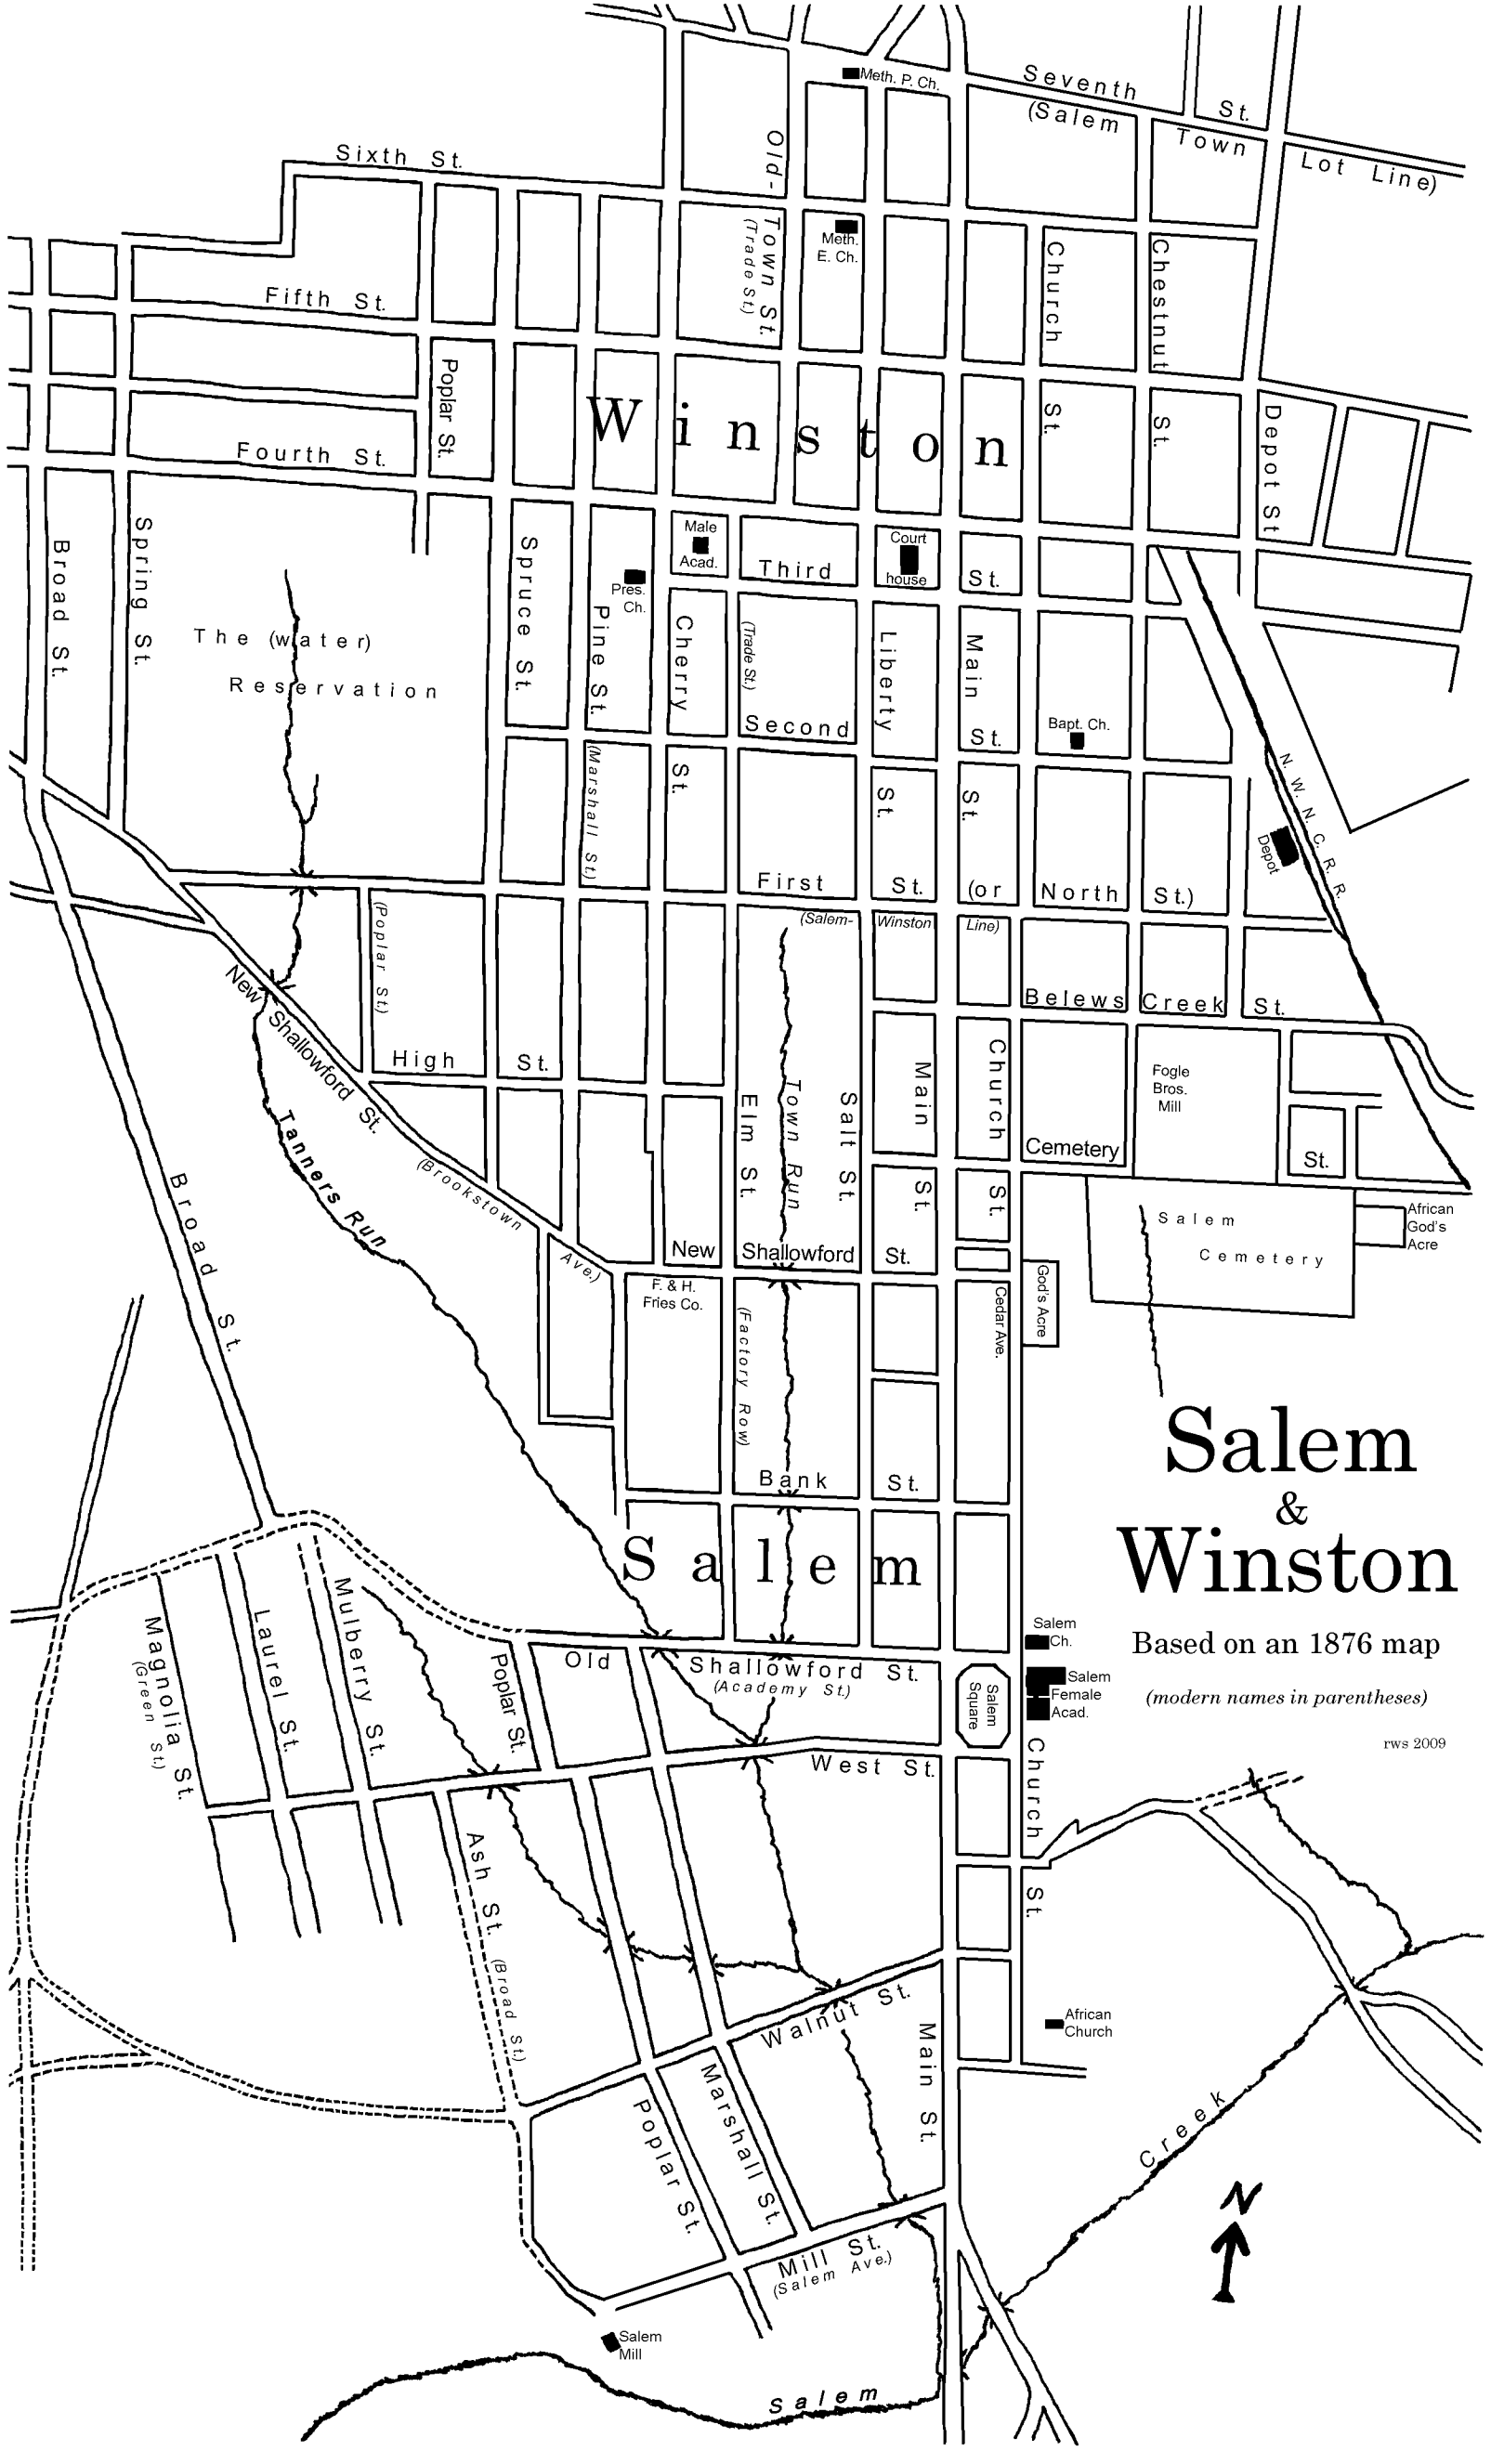 Meth. P. Ch.
Seventh St.
(Salem Town Lot Line)
Sixth St.
Old-Town St.
(Trade St.)
Meth.
E. Ch.
Church St.
Chestnut St.
Fifth St.
Poplar St.
Winston
Fourth St.
Depot St
Broad St.
Spring St.
The (water)
Reservation
Spruce St.
Pine St.
(Marshall St.)
Pres.
Ch.
Male
Acad.
Cherry St.
Third St.
(Trade St.)
Court
house
Liberty St.
Main St.
Second St.
Bapt. Ch.
N. W. N. C. R. R.
Depot
First St. (or North St.)
(Salem-Winston Line)
(Poplar St.)
New Shallowford St.
High St.
Belews Creek St.
Fogle
Bros.
Mill
Tanners Run
(Brookstown Ave.)
Elm St.
Town Run
Salt St.
Main St.
Church St.
Cemetery St.
Broad St.
New Shallowford St.
F. & H.
Fries Co.
(Factory Row)
Cedar Ave.
God's Acre
Salem
Cemetery
African
God's
Acre
Bank St.
Salem
Salem
&
Winston
Based on an 1876 map
(modern names in parentheses)
rws 2009
Magnolia St.
(Green St.)
Laurel St.
Mulberry St.
Poplar St.
Old Shallowford St.
(Academy St.)
Salem
Square
Salem
Ch.
Salem
Female
Acad.
West St.
Church St.
Ash St.
(Broad St.)
Walnut St.
African
Church
Main St.
Poplar St.
Marshall St.
Mill St.
(Salem Ave.)
Creek
N
Salem
Mill
Salem